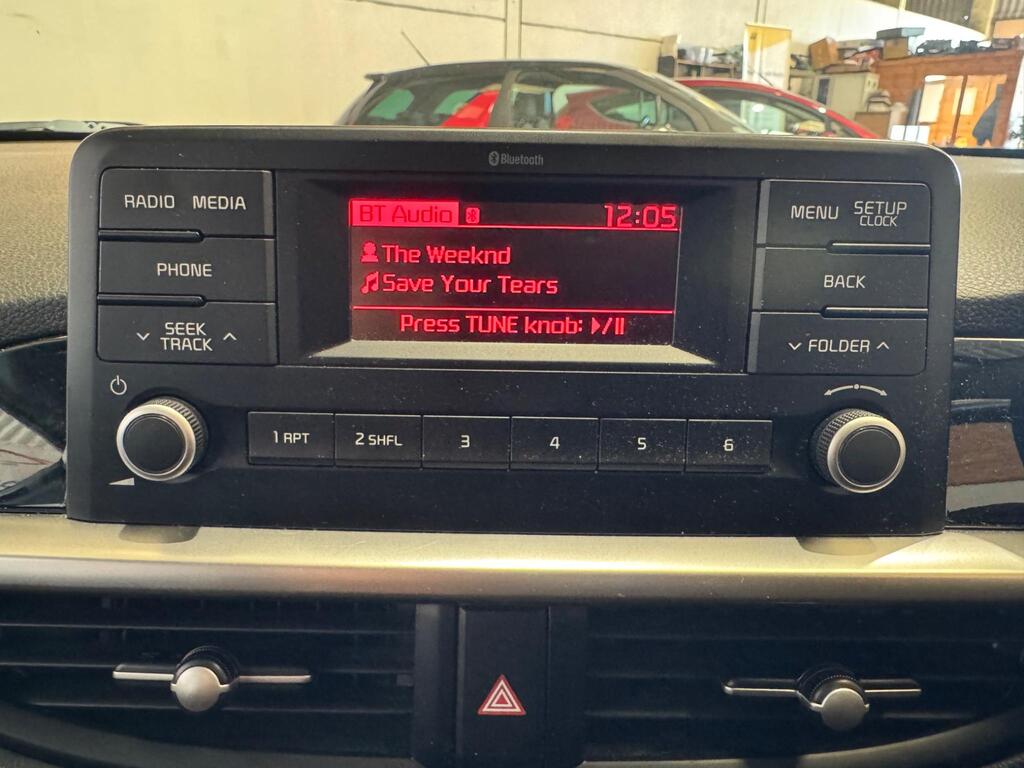 Bluetooth
RADIO MEDIA
PHONE
SEEK
TRACK
BT Audio 12:05
The Weeknd
Save Your Tears
Press TUNE knob: ▶/II
MENU SETUP
CLOCK
BACK
FOLDER
1 RPT 2 SHFL 3 4 5 6